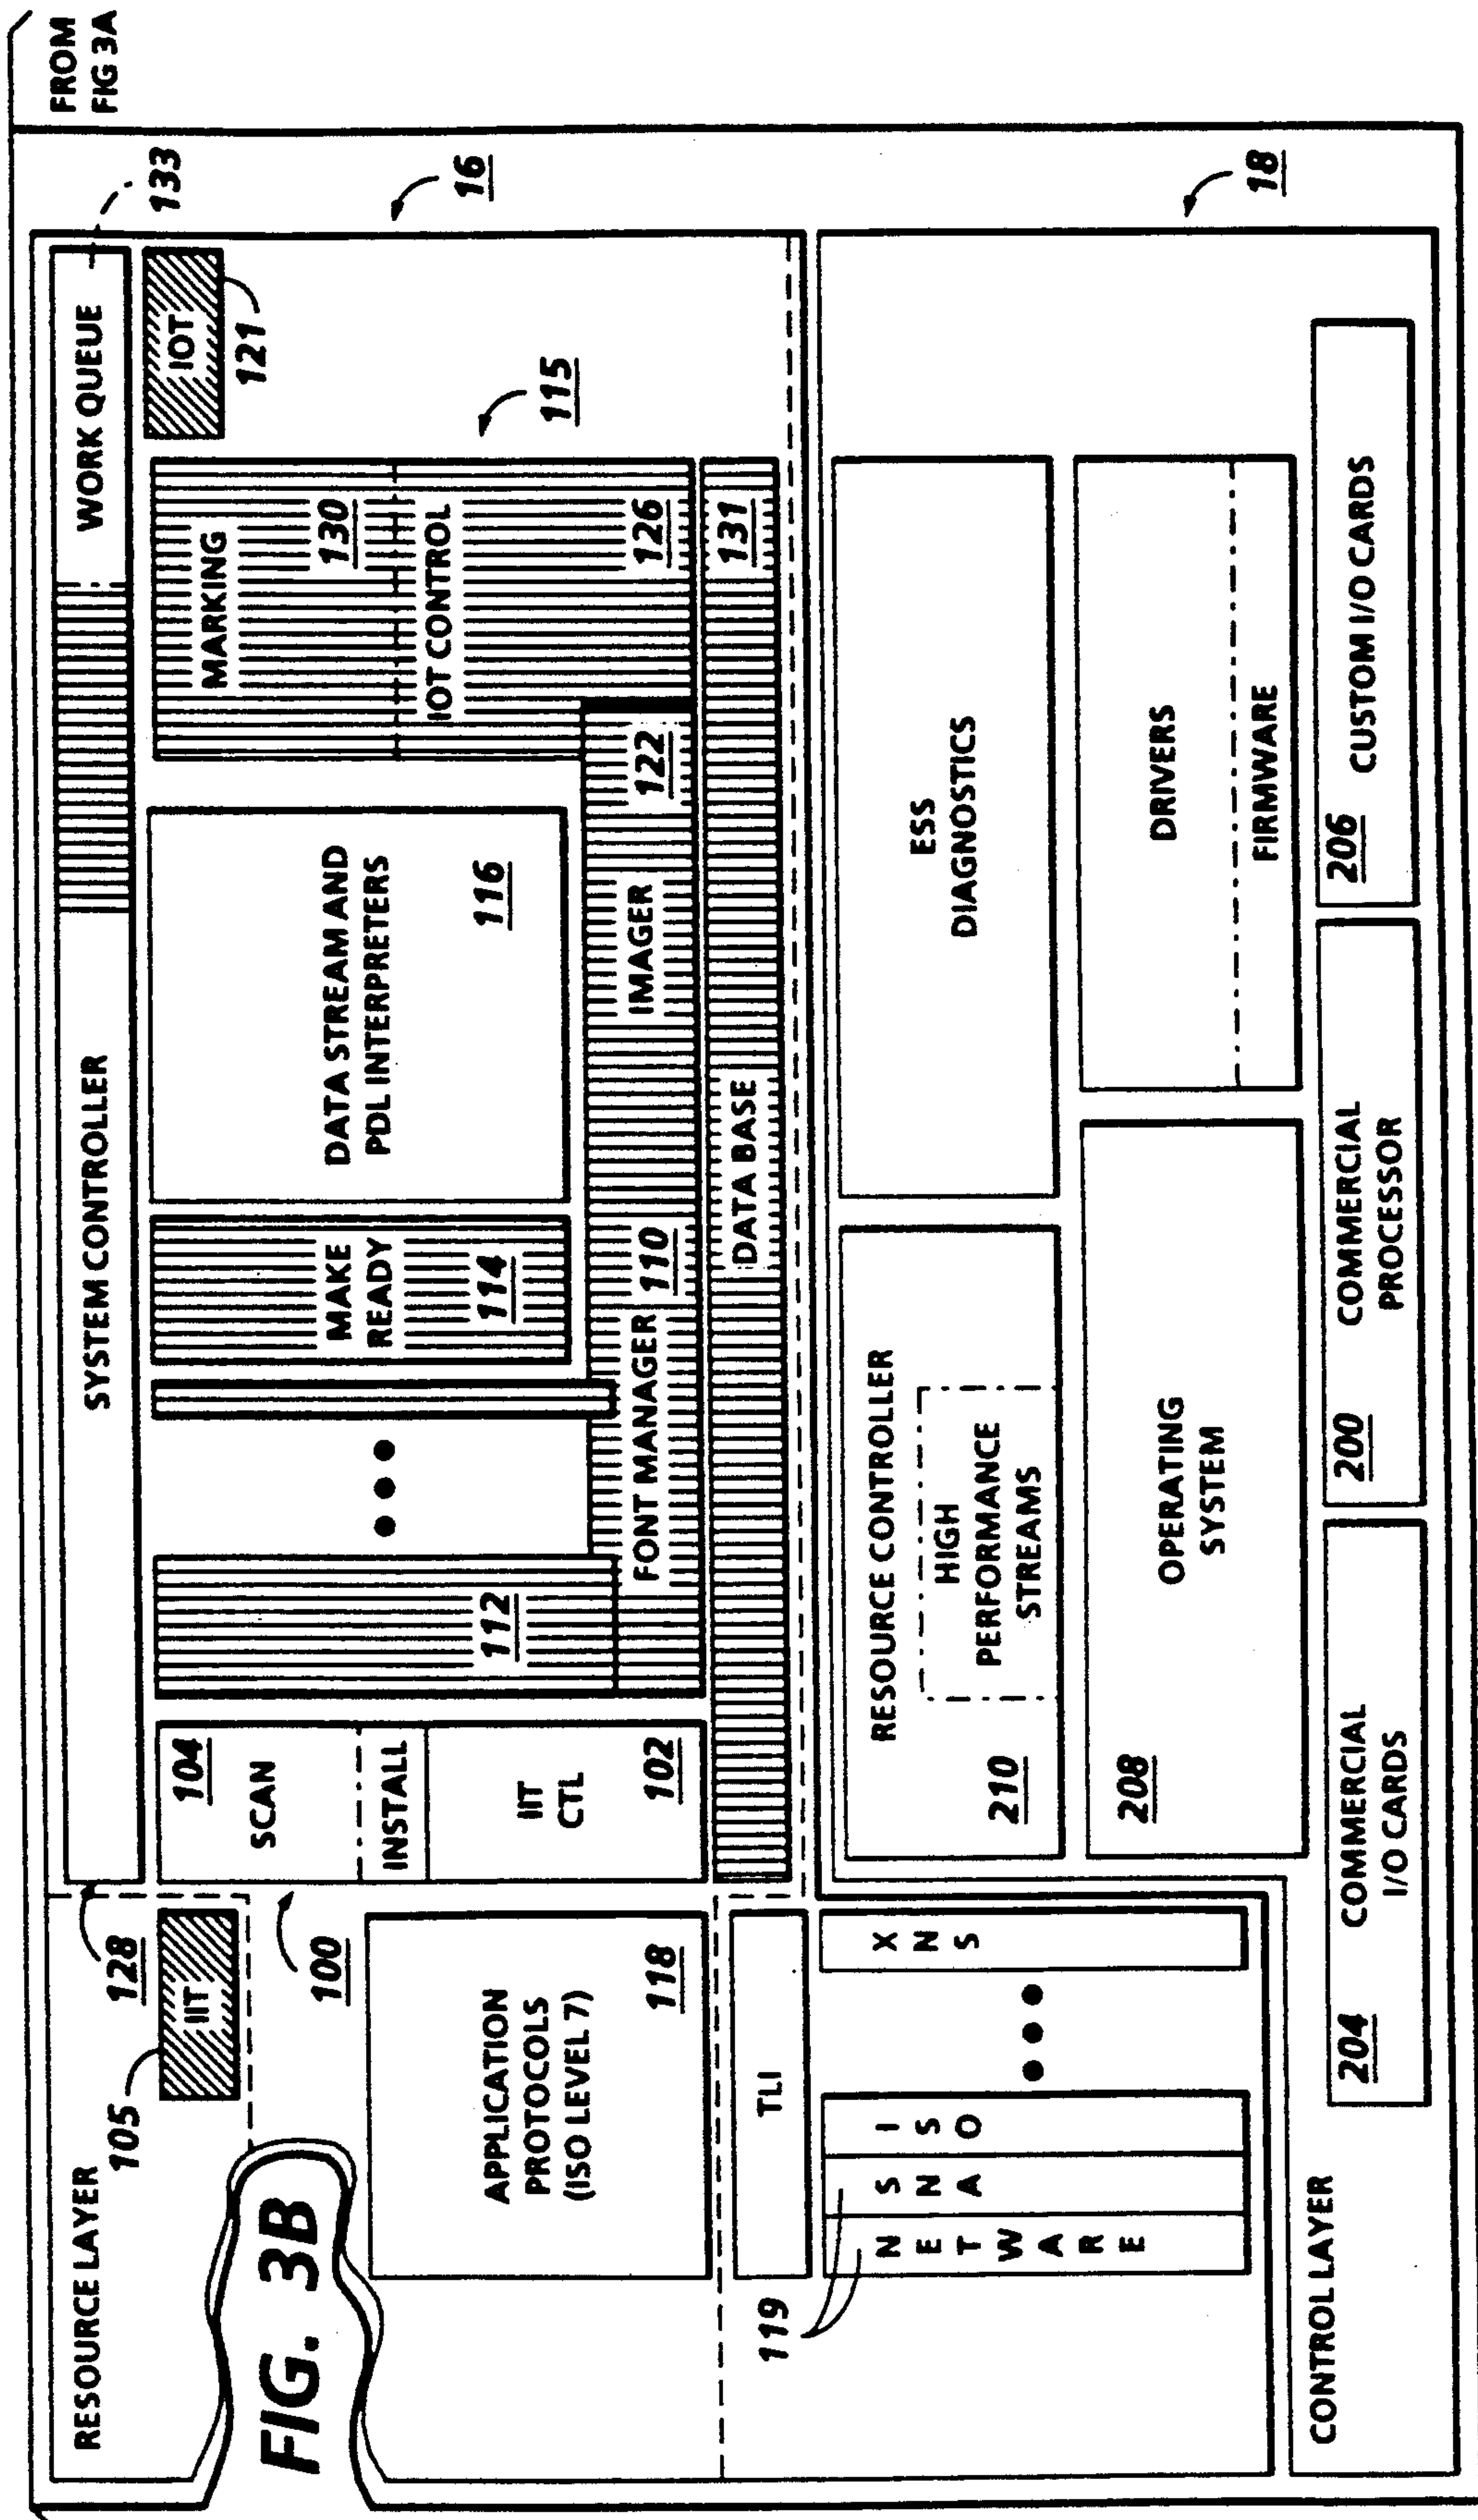 FROM
FIG 3A
RESOURCE LAYER
128
SYSTEM CONTROLLER
WORK QUEUE
133
105
IIT
IOT
121
16
FIG. 3B
100
104
SCAN
INSTALL
IIT
CTL
102
112
MAKE
READY
114
DATA STREAM AND
PDL INTERPRETERS
116
MARKING
130
IOT CONTROL
126
115
APPLICATION
PROTOCOLS
(ISO LEVEL 7)
118
FONT MANAGER
110
IMAGER
122
DATA BASE
131
TLI
119
NETWARE
SNA
ISO
XNS
RESOURCE CONTROLLER
HIGH
PERFORMANCE
STREAMS
210
ESS
DIAGNOSTICS
18
208
OPERATING
SYSTEM
DRIVERS
FIRMWARE
CONTROL LAYER
204
COMMERCIAL
I/O CARDS
200
COMMERCIAL
PROCESSOR
206
CUSTOM I/O CARDS